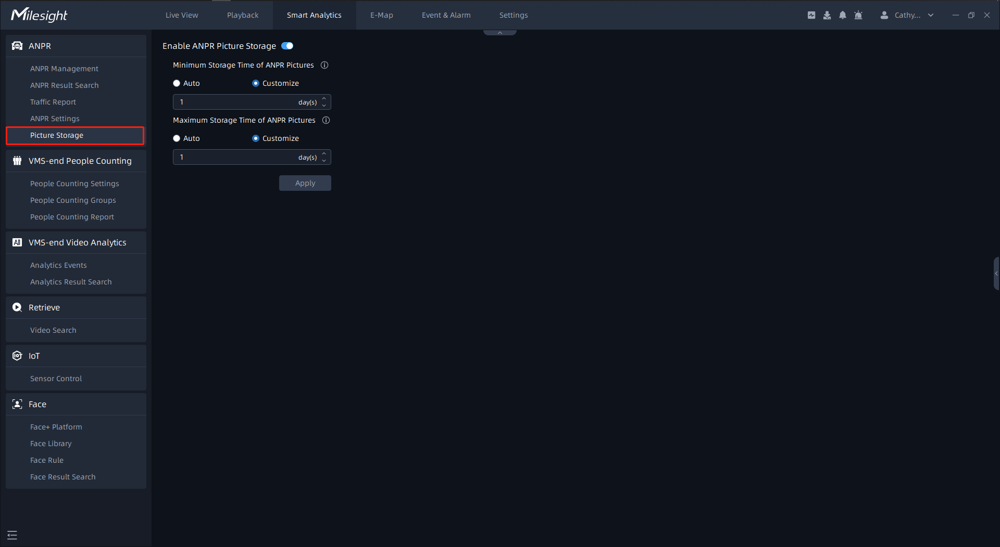 Milesight
Live View
Playback
Smart Analytics
E-Map
Event & Alarm
Settings
Cathy...
ANPR
ANPR Management
ANPR Result Search
Traffic Report
ANPR Settings
Picture Storage
VMS-end People Counting
People Counting Settings
People Counting Groups
People Counting Report
AI
VMS-end Video Analytics
Analytics Events
Analytics Result Search
Retrieve
Video Search
IoT
IoT
Sensor Control
Face
Face+ Platform
Face Library
Face Rule
Face Result Search
Enable ANPR Picture Storage
Minimum Storage Time of ANPR Pictures
Auto
Customize
1 day(s)
Maximum Storage Time of ANPR Pictures
Auto
Customize
1 day(s)
Apply